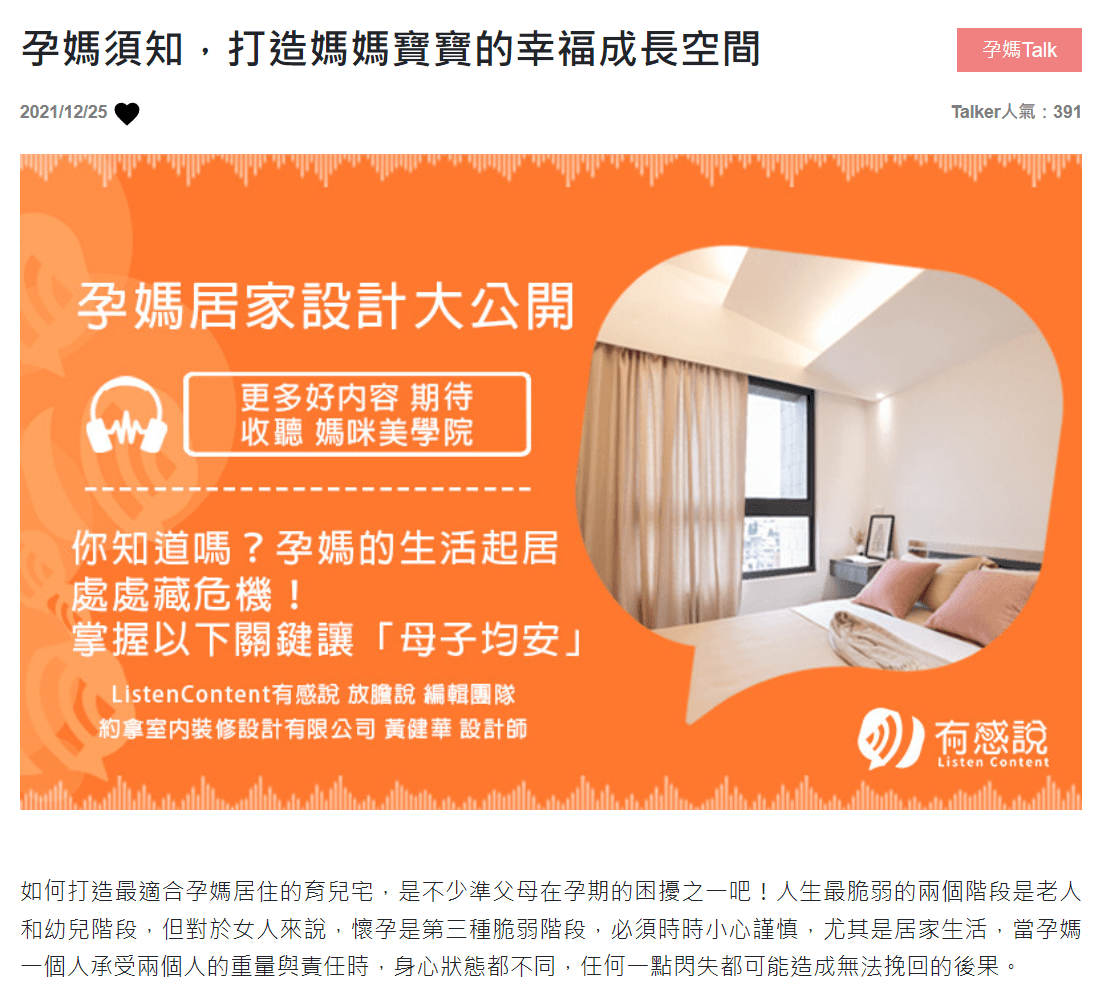 孕媽須知，打造媽媽寶寶的幸福成長空間
孕媽Talk
2021/12/25
Talker人氣：391
孕媽居家設計大公開
更多好內容 期待
收聽 媽咪美學院
你知道嗎？孕媽的生活起居
處處藏危機！
掌握以下關鍵讓「母子均安」
ListenContent有感說 放膽說 編輯團隊
約拿室內裝修設計有限公司 黃健華 設計師
有感說
Listen Content
如何打造最適合孕媽居住的育兒宅，是不少準父母在孕期的困擾之一吧！人生最脆弱的兩個階段是老人
和幼兒階段，但對於女人來說，懷孕是第三種脆弱階段，必須時時小心謹慎，尤其是居家生活，當孕媽
一個人承受兩個人的重量與責任時，身心狀態都不同，任何一點閃失都可能造成無法挽回的後果。